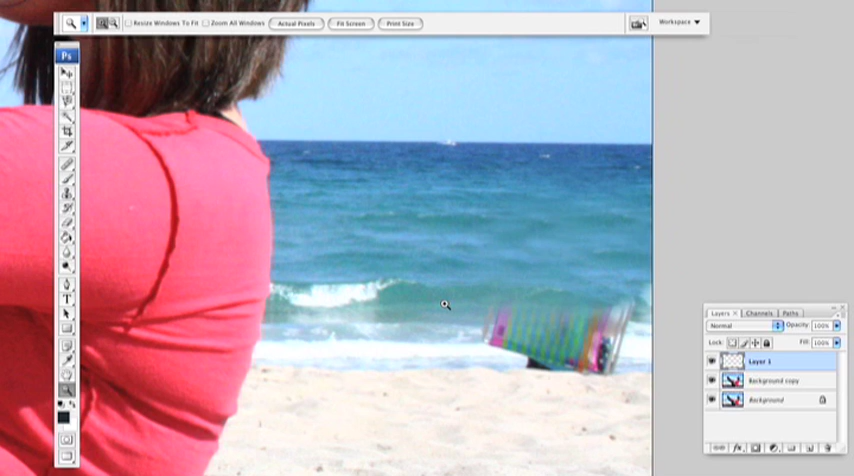 Resize Windows To Fit Zoom All Windows Actual Pixels Fit Screen Print Size Workspace
Ps
T
Layers Channels Paths
Normal Opacity: 100%
Lock: Fill: 100%
Layer 1
Background copy
Background
fx